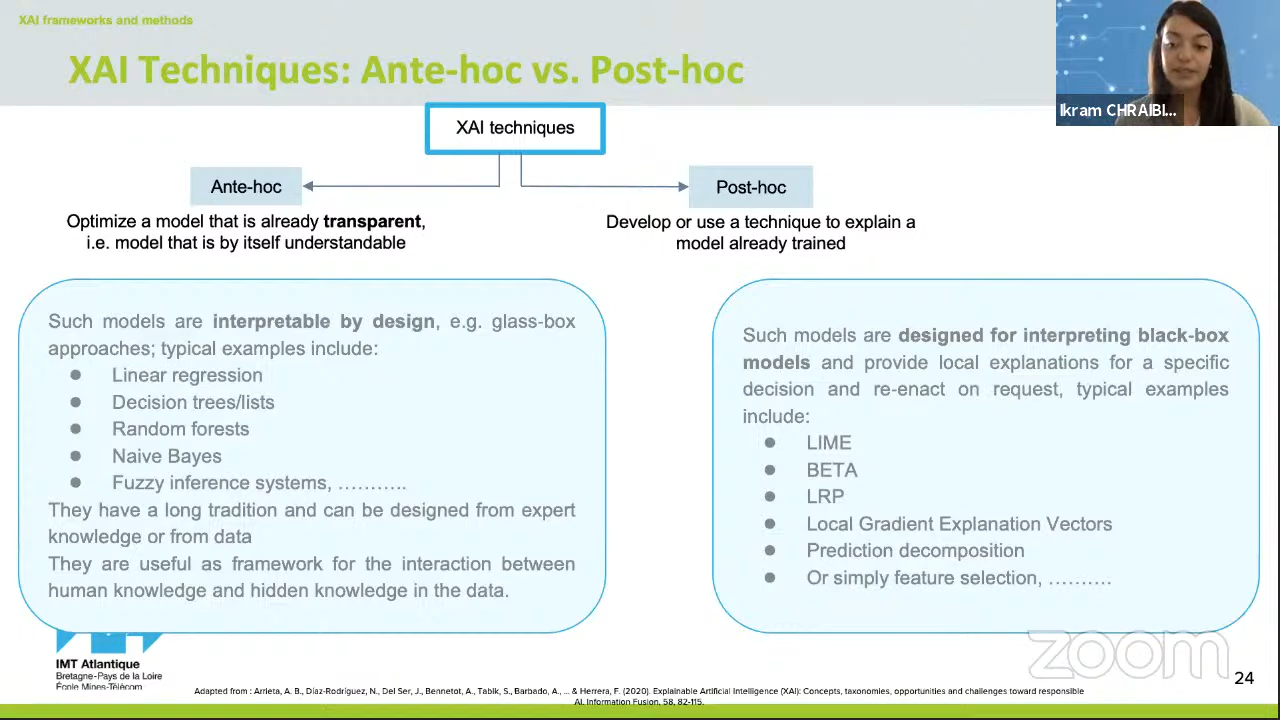 XAI frameworks and methods
XAI Techniques: Ante-hoc vs. Post-hoc
Ikram CHRAIBI...
XAI techniques
Ante-hoc
Optimize a model that is already transparent,
i.e. model that is by itself understandable
Post-hoc
Develop or use a technique to explain a
model already trained
Such models are interpretable by design, e.g. glass-box
approaches; typical examples include:
● Linear regression
● Decision trees/lists
● Random forests
● Naive Bayes
● Fuzzy inference systems, ………..
They have a long tradition and can be designed from expert
knowledge or from data
They are useful as framework for the interaction between
human knowledge and hidden knowledge in the data.
Such models are designed for interpreting black-box
models and provide local explanations for a specific
decision and re-enact on request, typical examples
include:
● LIME
● BETA
● LRP
● Local Gradient Explanation Vectors
● Prediction decomposition
● Or simply feature selection, ……….
IMT Atlantique
Bretagne-Pays de la Loire
École Mines-Télécom
zoom
24
Adapted from : Arrieta, A. B., Díaz-Rodríguez, N., Del Ser, J., Bennetot, A., Tabik, S., Barbado, A., ... & Herrera, F. (2020). Explainable Artificial Intelligence (XAI): Concepts, taxonomies, opportunities and challenges toward responsible
AI. Information Fusion, 58, 82-115.